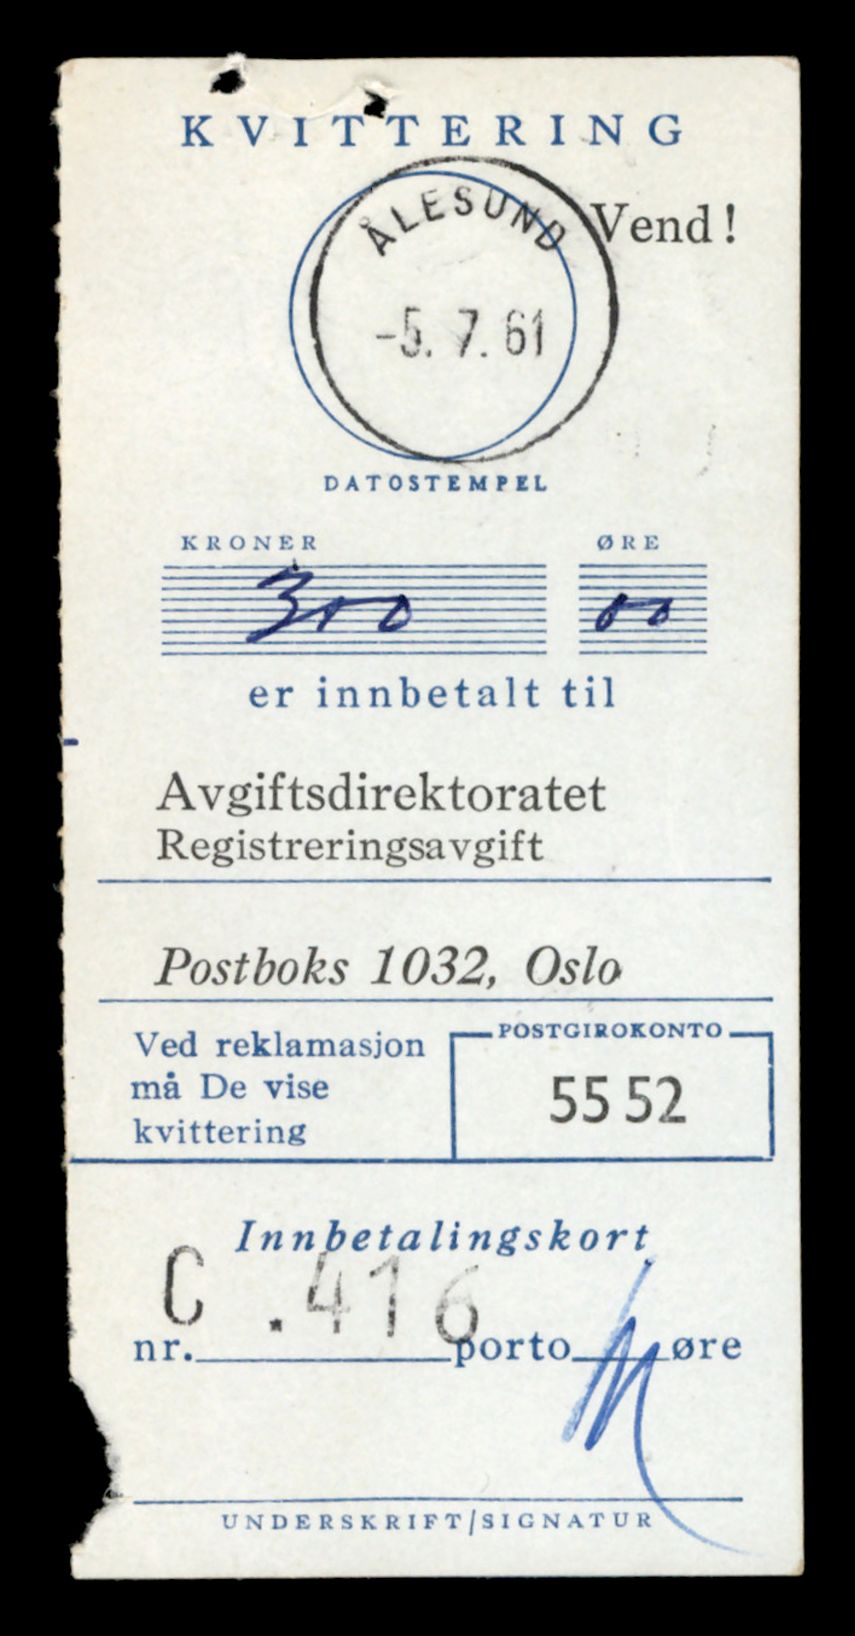 KVITTERING
Vend!
ÅLESUND
-5. 7. 61
DATOSTEMPEL
KRONER ØRE
300 00
er innbetalt til
Avgiftsdirektoratet
Registreringsavgift
Postboks 1032, Oslo
Ved reklamasjon
må De vise
kvittering
POSTGIROKONTO
55 52
Innbetalingskort
C .416
nr. porto øre
UNDERSKRIFT/SIGNATUR